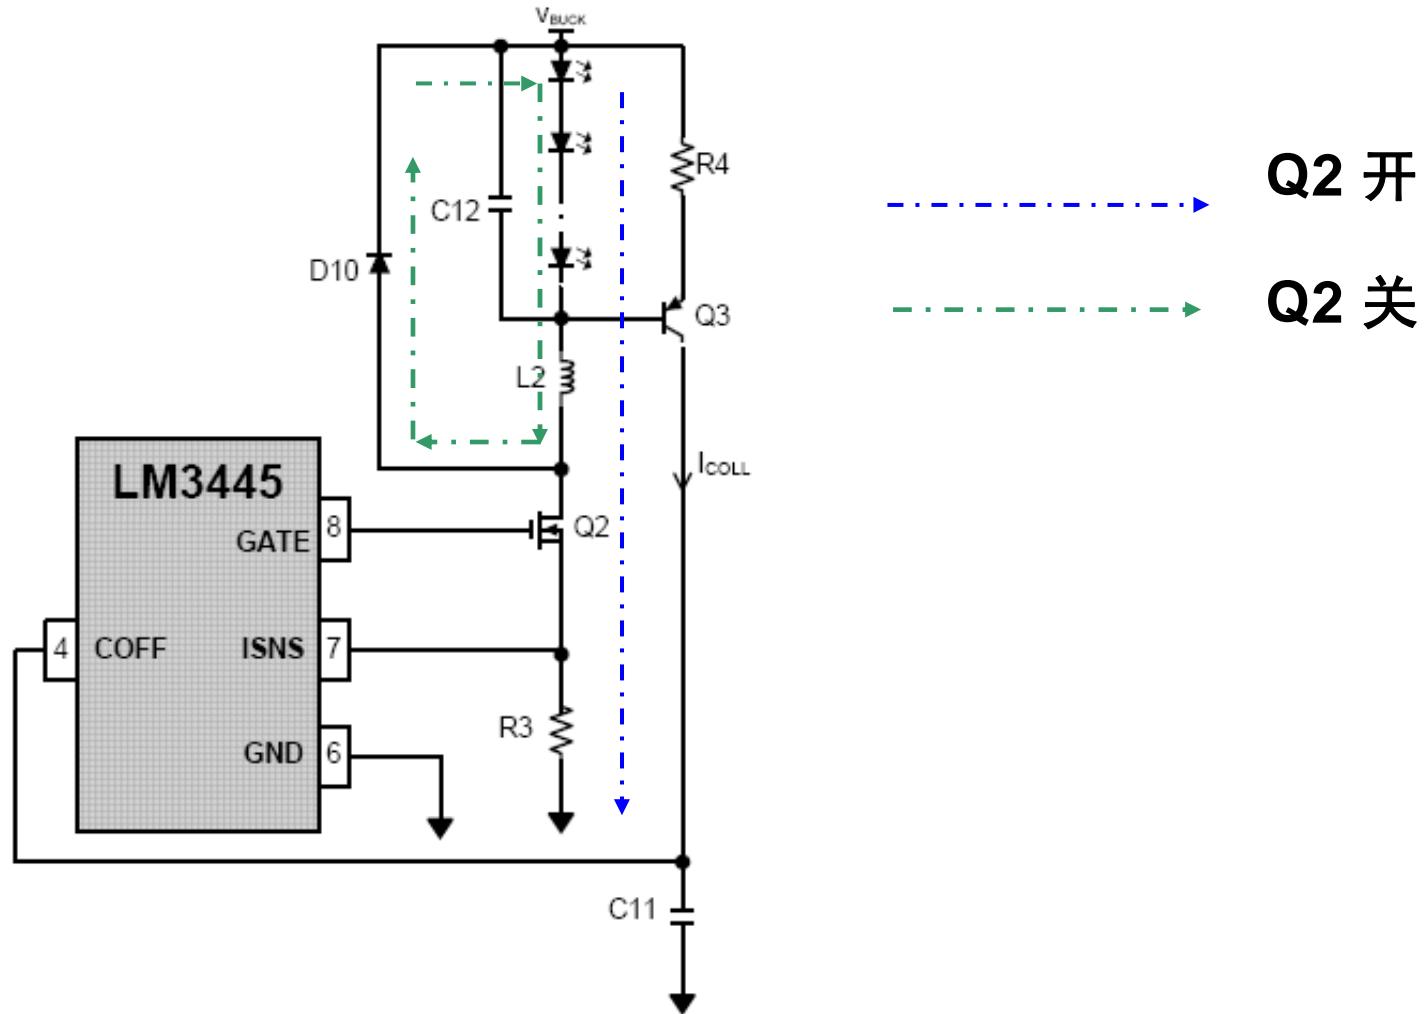 VBUCK
R4
Q2 开
C12
D10
Q2 关
Q3
L2
ICOLL
LM3445
8
Q2
GATE
4
COFF
ISNS
7
R3
GND
6
C11